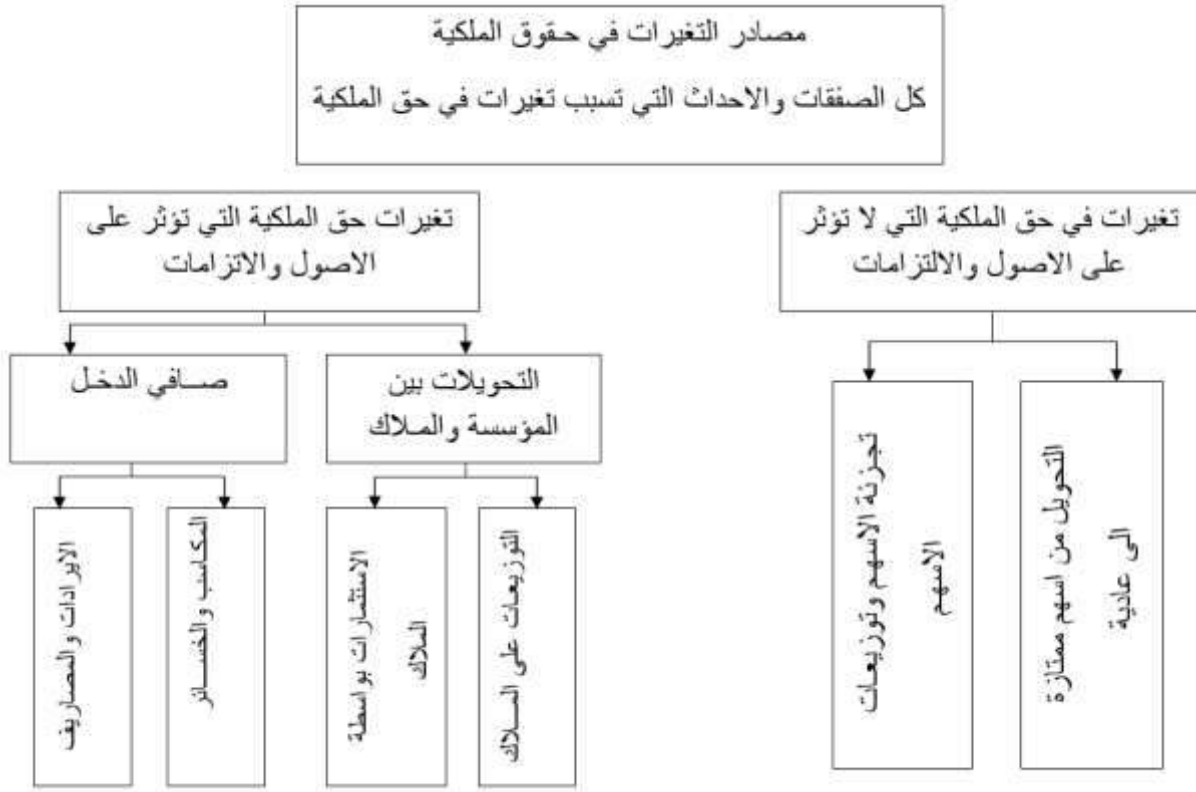 مصادر التغيرات في حقوق الملكية
كل الصفقات والاحداث التي تسبب تغيرات في حق الملكية
تغيرات في حق الملكية التي لا تؤثر
على الاصول والالتزامات
تغيرات حق الملكية التي تؤثر على
الاصول والاتزامات
التحويلات بين
المؤسسة والملاك
صافي الدخل
التحويل من اسهم ممتازة
الى عادية
تجزئة الاسهم وتوزيعات
الاسهم
التوزيعات على الملاك
الاستثمارات بواسطة
الملاك
المكاسب والخسائر
الايرادات والمصاريف